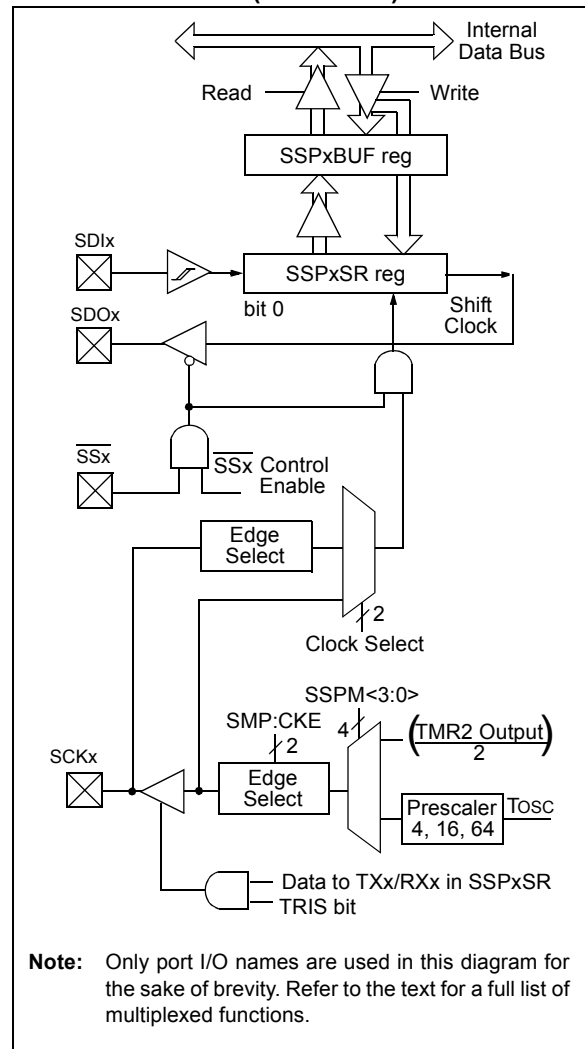 Internal
Data Bus
Read
Write
SSPxBUF reg
SDIx
SSPxSR reg
bit 0
SDOx
Shift
Clock
SSx
SSx Control
Enable
Edge
Select
2
Clock Select
SSPM<3:0>
SMP:CKE
4
(TMR2 Output)
2
2
SCKx
Edge
Select
Prescaler
4, 16, 64
TOSC
Data to TXx/RXx in SSPxSR
TRIS bit
Note: Only port I/O names are used in this diagram for
the sake of brevity. Refer to the text for a full list of
multiplexed functions.